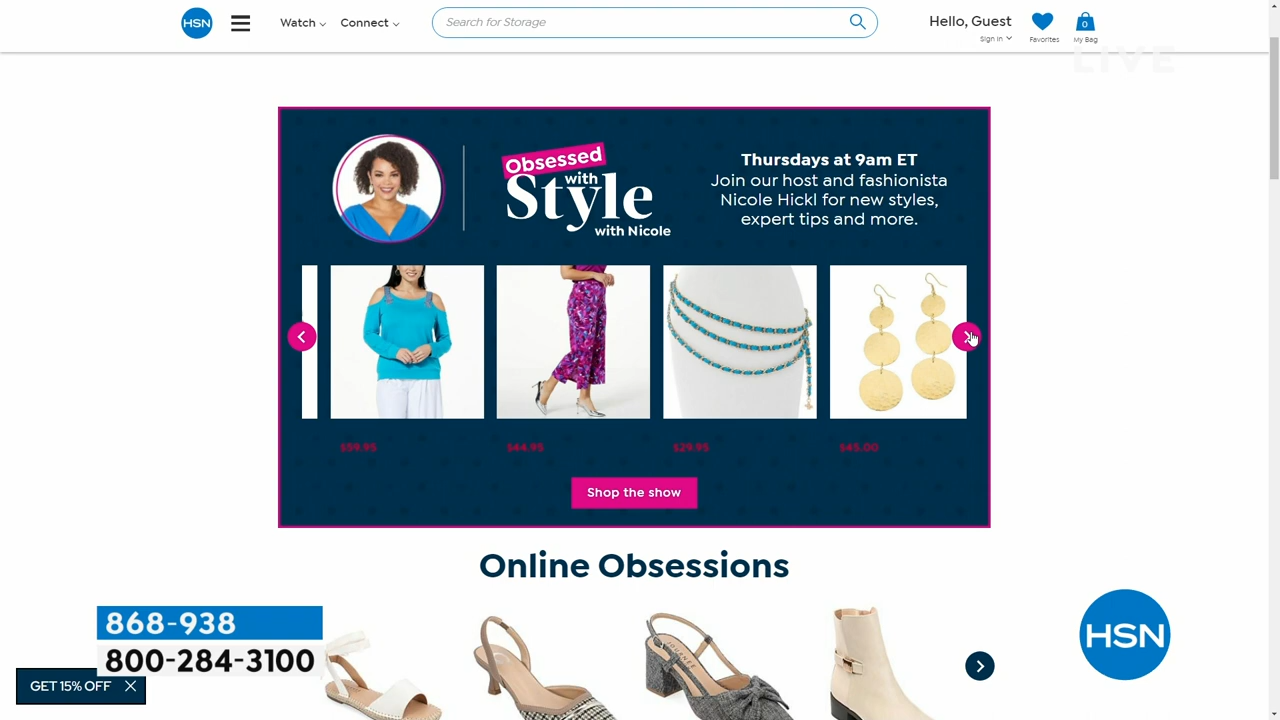 HSN
Watch
Connect
Search for Storage
Hello, Guest
Sign In
Favorites
0
My Bag
LIVE
Obsessed
with
Style
with Nicole
Thursdays at 9am ET
Join our host and fashionista
Nicole Hickl for new styles,
expert tips and more.
$59.95
$44.95
$29.95
$45.00
Shop the show
Online Obsessions
868-938
800-284-3100
GET 15% OFF
HSN